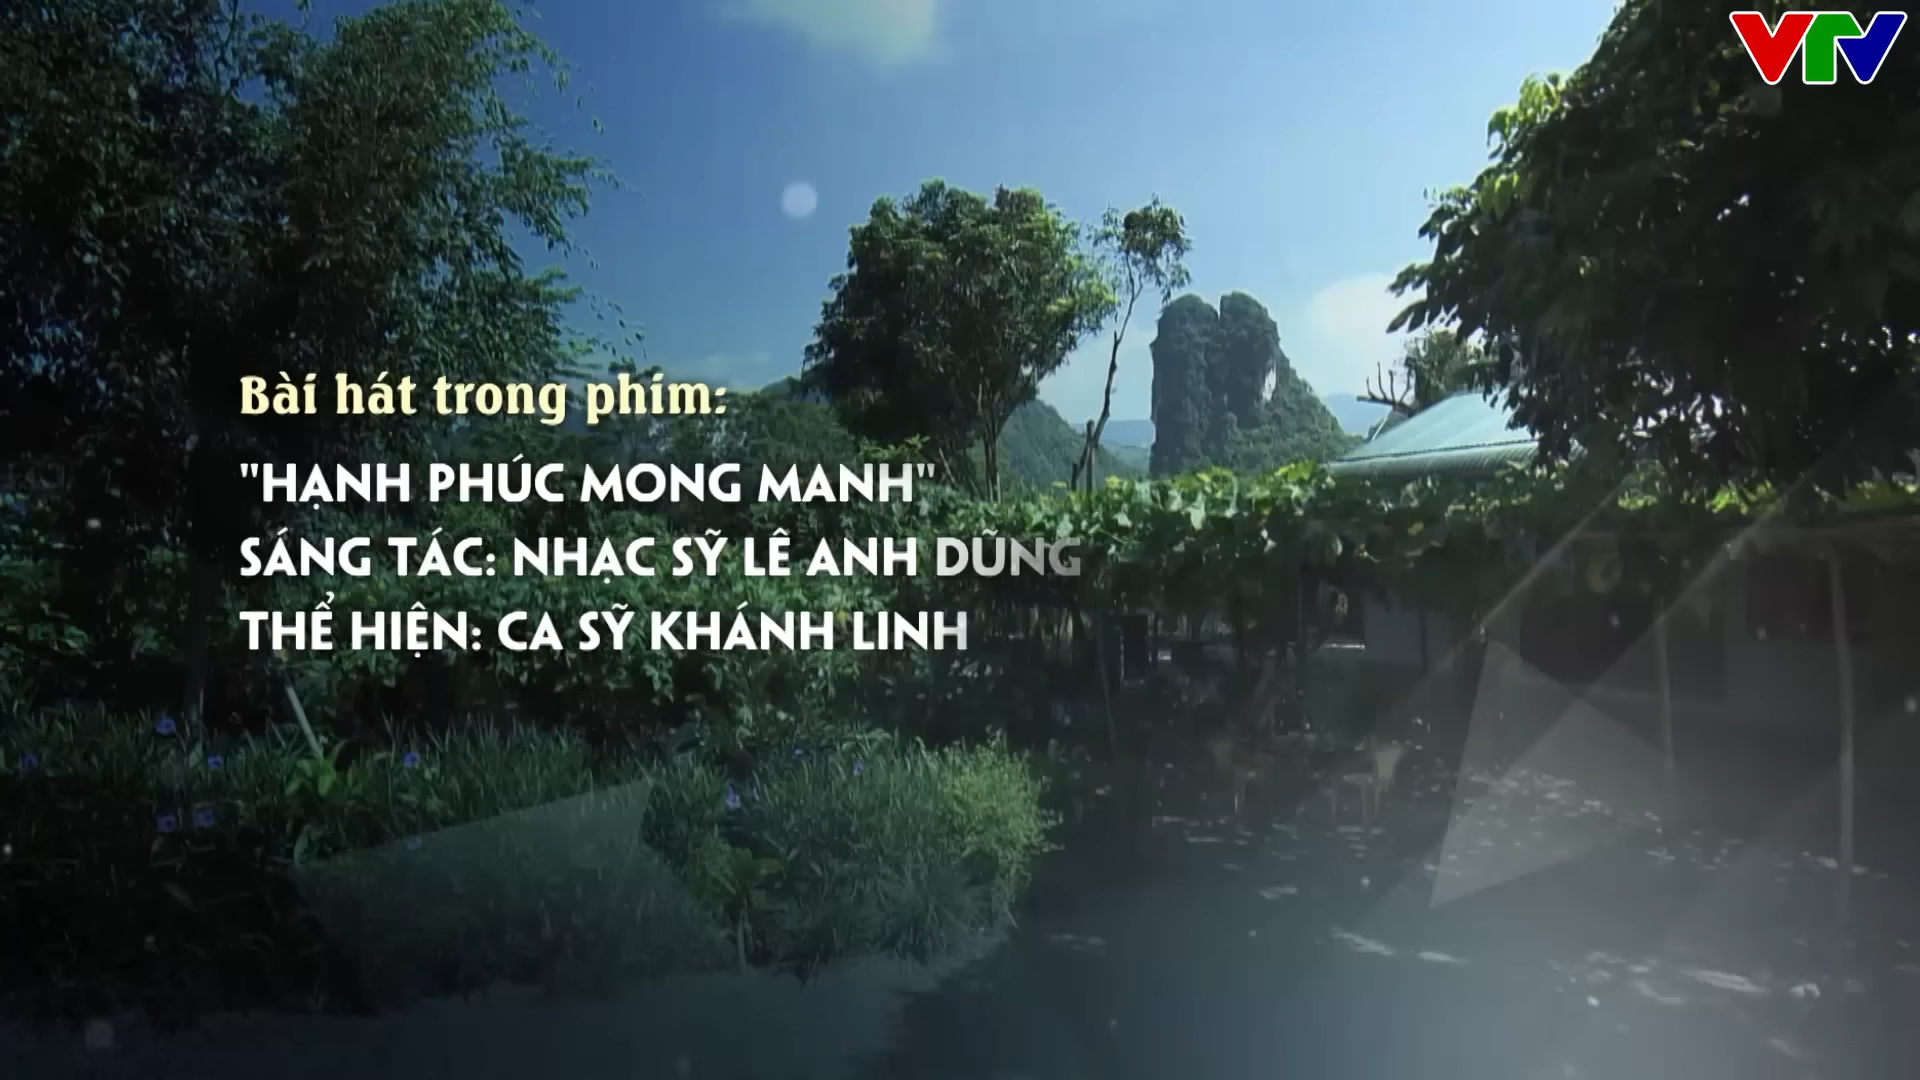 VTV
Bài hát trong phim:
"HẠNH PHÚC MONG MANH"
SÁNG TÁC: NHẠC SỸ LÊ ANH DŨNG
THỂ HIỆN: CA SỸ KHÁNH LINH